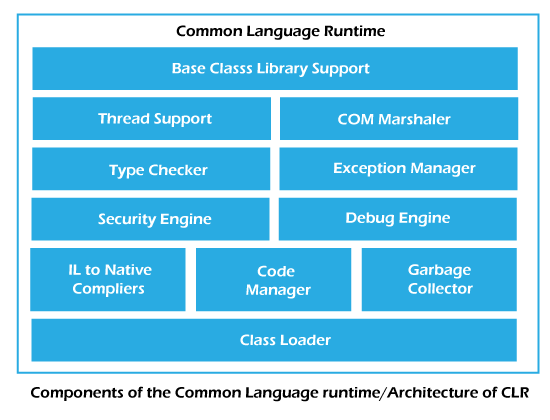 Common Language Runtime
Base Classs Library Support
Thread Support
COM Marshaler
Type Checker
Exception Manager
Security Engine
Debug Engine
IL to Native
Compliers
Code
Manager
Garbage
Collector
Class Loader
Components of the Common Language runtime/Architecture of CLR